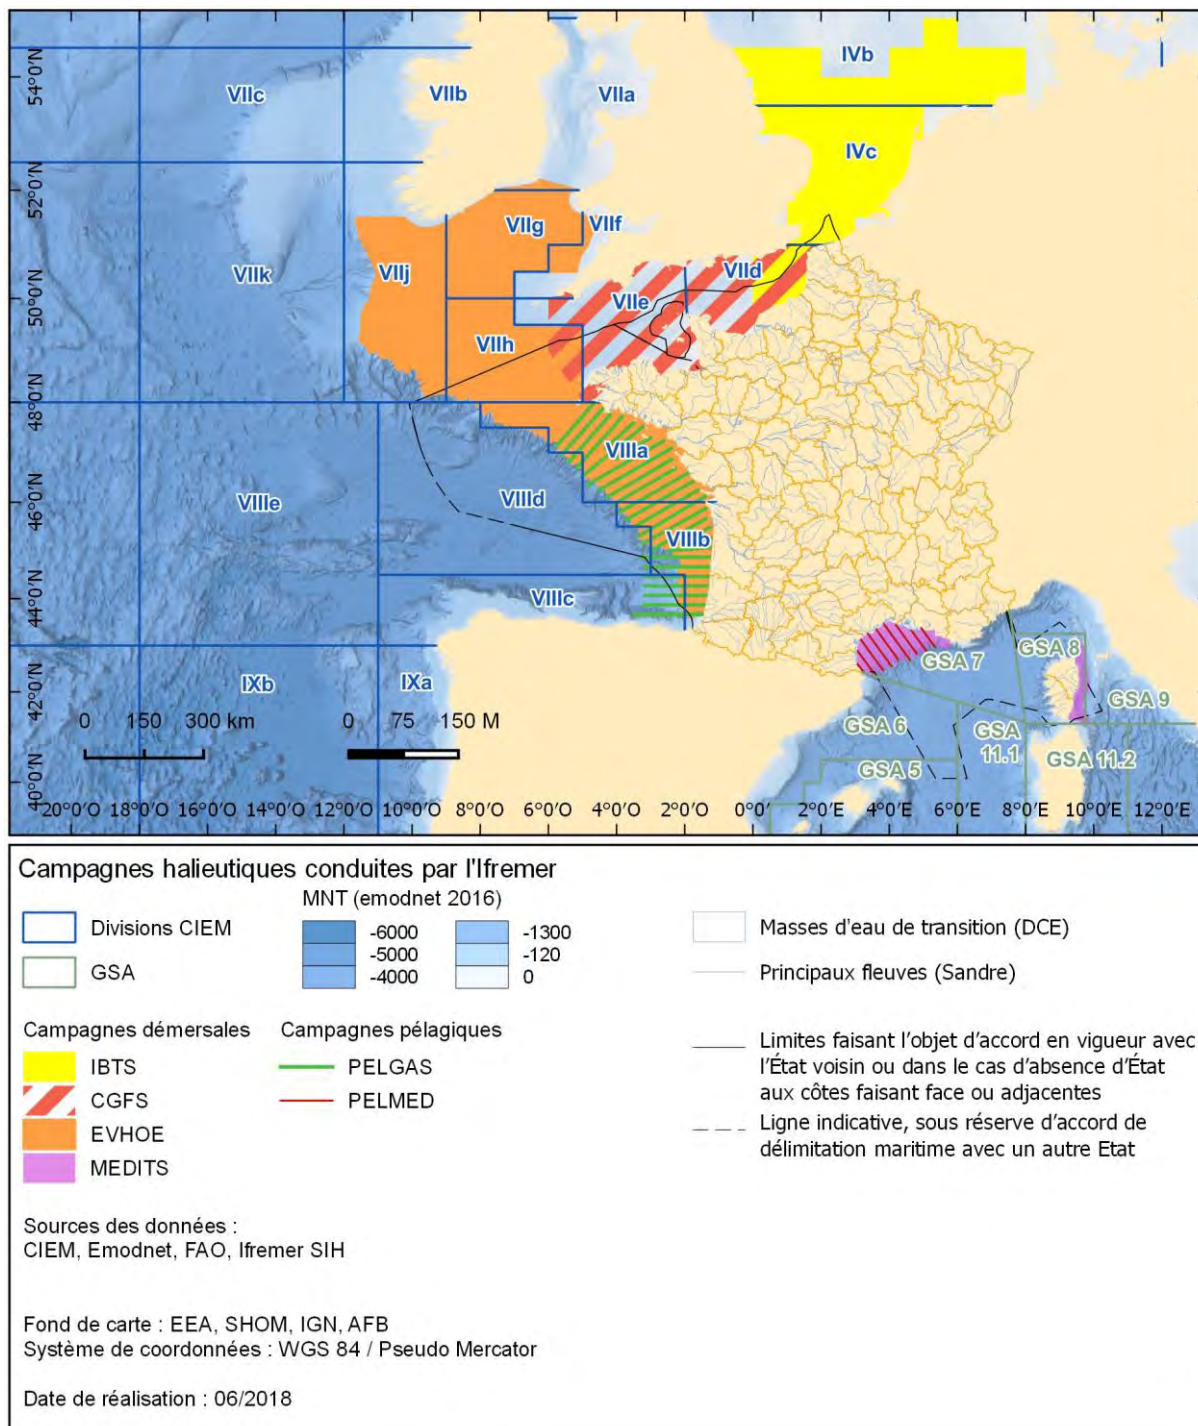 54°0'N
52°0'N
50°0'N
48°0'N
46°0'N
44°0'N
42°0'N
40°0'N
VIIc
VIIb
VIIa
IVb
IVc
VIIg
VIIf
VIIk
VIIj
VIId
VIIe
VIIh
VIIIa
VIIIe
VIIId
VIIIb
VIIIc
GSA 7
GSA 8
IXb
IXa
GSA 9
GSA 6
GSA
11.1
GSA 11.2
GSA 5
0 150 300 km
0 75 150 M
20°0'O 18°0'O 16°0'O 14°0'O 12°0'O 10°0'O 8°0'O 6°0'O 4°0'O 2°0'O 0°0' 2°0'E 4°0'E 6°0'E 8°0'E 10°0'E 12°0'E
Campagnes halieutiques conduites par l'Ifremer
Divisions CIEM
GSA
MNT (emodnet 2016)
-6000
-5000
-4000
-1300
-120
0
Masses d'eau de transition (DCE)
Principaux fleuves (Sandre)
Campagnes démersales
IBTS
CGFS
EVHOE
MEDITS
Campagnes pélagiques
PELGAS
PELMED
Limites faisant l'objet d'accord en vigueur avec
l'État voisin ou dans le cas d'absence d'État
aux côtes faisant face ou adjacentes
Ligne indicative, sous réserve d'accord de
délimitation maritime avec un autre Etat
Sources des données :
CIEM, Emodnet, FAO, Ifremer SIH
Fond de carte : EEA, SHOM, IGN, AFB
Système de coordonnées : WGS 84 / Pseudo Mercator
Date de réalisation : 06/2018